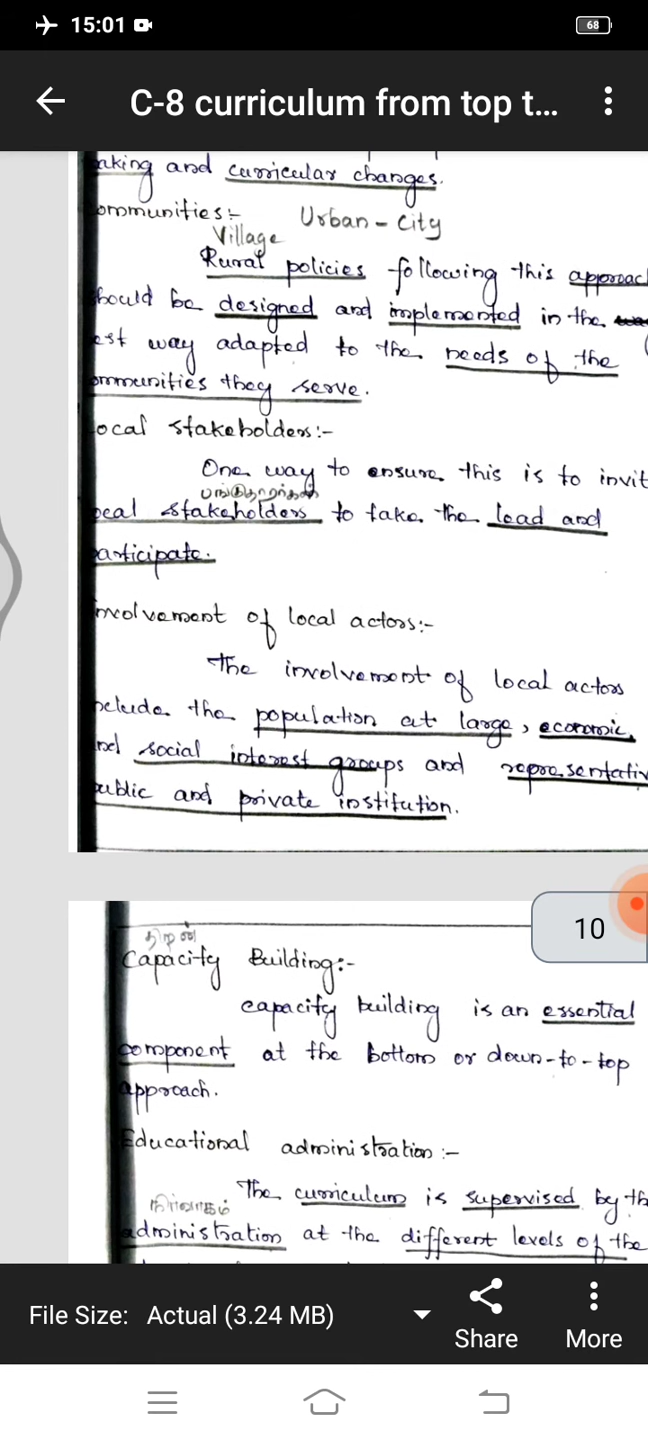 15:01
68
C-8 curriculum from top t...
aking and curricular changes.
ommunities:- Urban - City
Village
Rural policies following this approac
hould be designed and implemented in the
est way adapted to the needs of the
ommunities they serve.
ocal stakeholders:-
One way to ensure this is to invit
பங்குதாரர்கள்
ocal stakeholders to take the lead and
articipate.
nvolvement of local actors:-
The involvement of local actors
nclude the population at large, economic
nd social interest groups and representativ
ublic and private institution.
10
திறன்
Capacity Building:-
capacity building is an essential
component at the bottom or down-to-top
approach.
Educational administration:-
The curriculum is supervised by th
நிர்வாகம்
administration at the different levels of the
File Size: Actual (3.24 MB)
Share
More